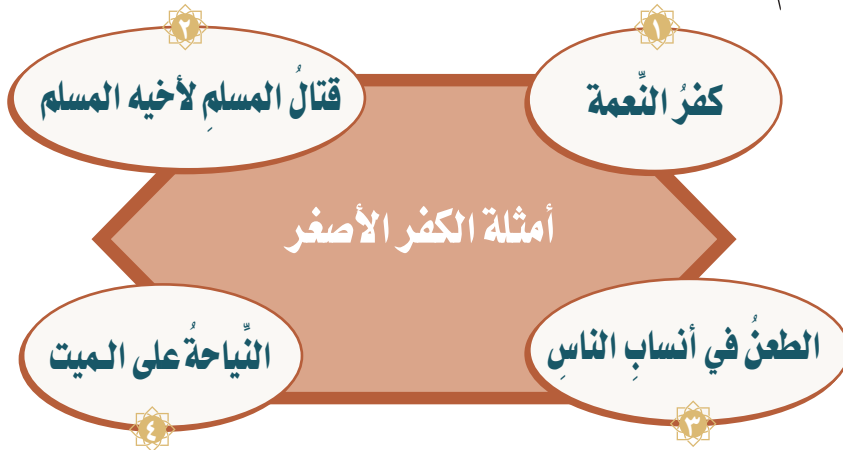 ١
كفرُ النِّعمة
٢
قتالُ المسلمِ لأخيه المسلم
أمثلة الكفر الأصغر
٣
الطعنُ في أنسابِ الناسِ
٤
النِّياحةُ على الـميت